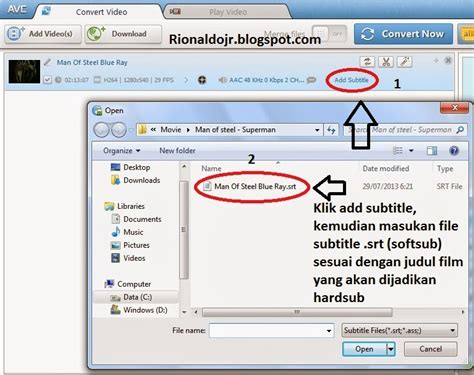 AVC
Convert Video
Play Video
Add Video(s)
Download
Rionaldojr.blogspot.com
Merge files
Convert Now
Man Of Steel Blue Ray
02:13:07
H264 | 1280x540 | 29 FPS
AAC 48 KHz 0 Kbps 2 CH...
Add Subtitle
1
Open
Movie
Man of steel - Superman
Search Man of steel - Superman
Organize
New folder
Name
Date modified
Type
2
Man Of Steel Blue Ray.srt
29/07/2013 6:21
SRT File
Desktop
Downloads
Libraries
Documents
Music
Pictures
Videos
Computer
Data (C:)
Windows (D:)
Klik add subtitle,
kemudian masukan file
subtitle .srt (softsub)
sesuai dengan judul film
yang akan dijadikan
hardsub
File name:
Subtitle Files(*.srt;*.ass;)
Open
Cancel